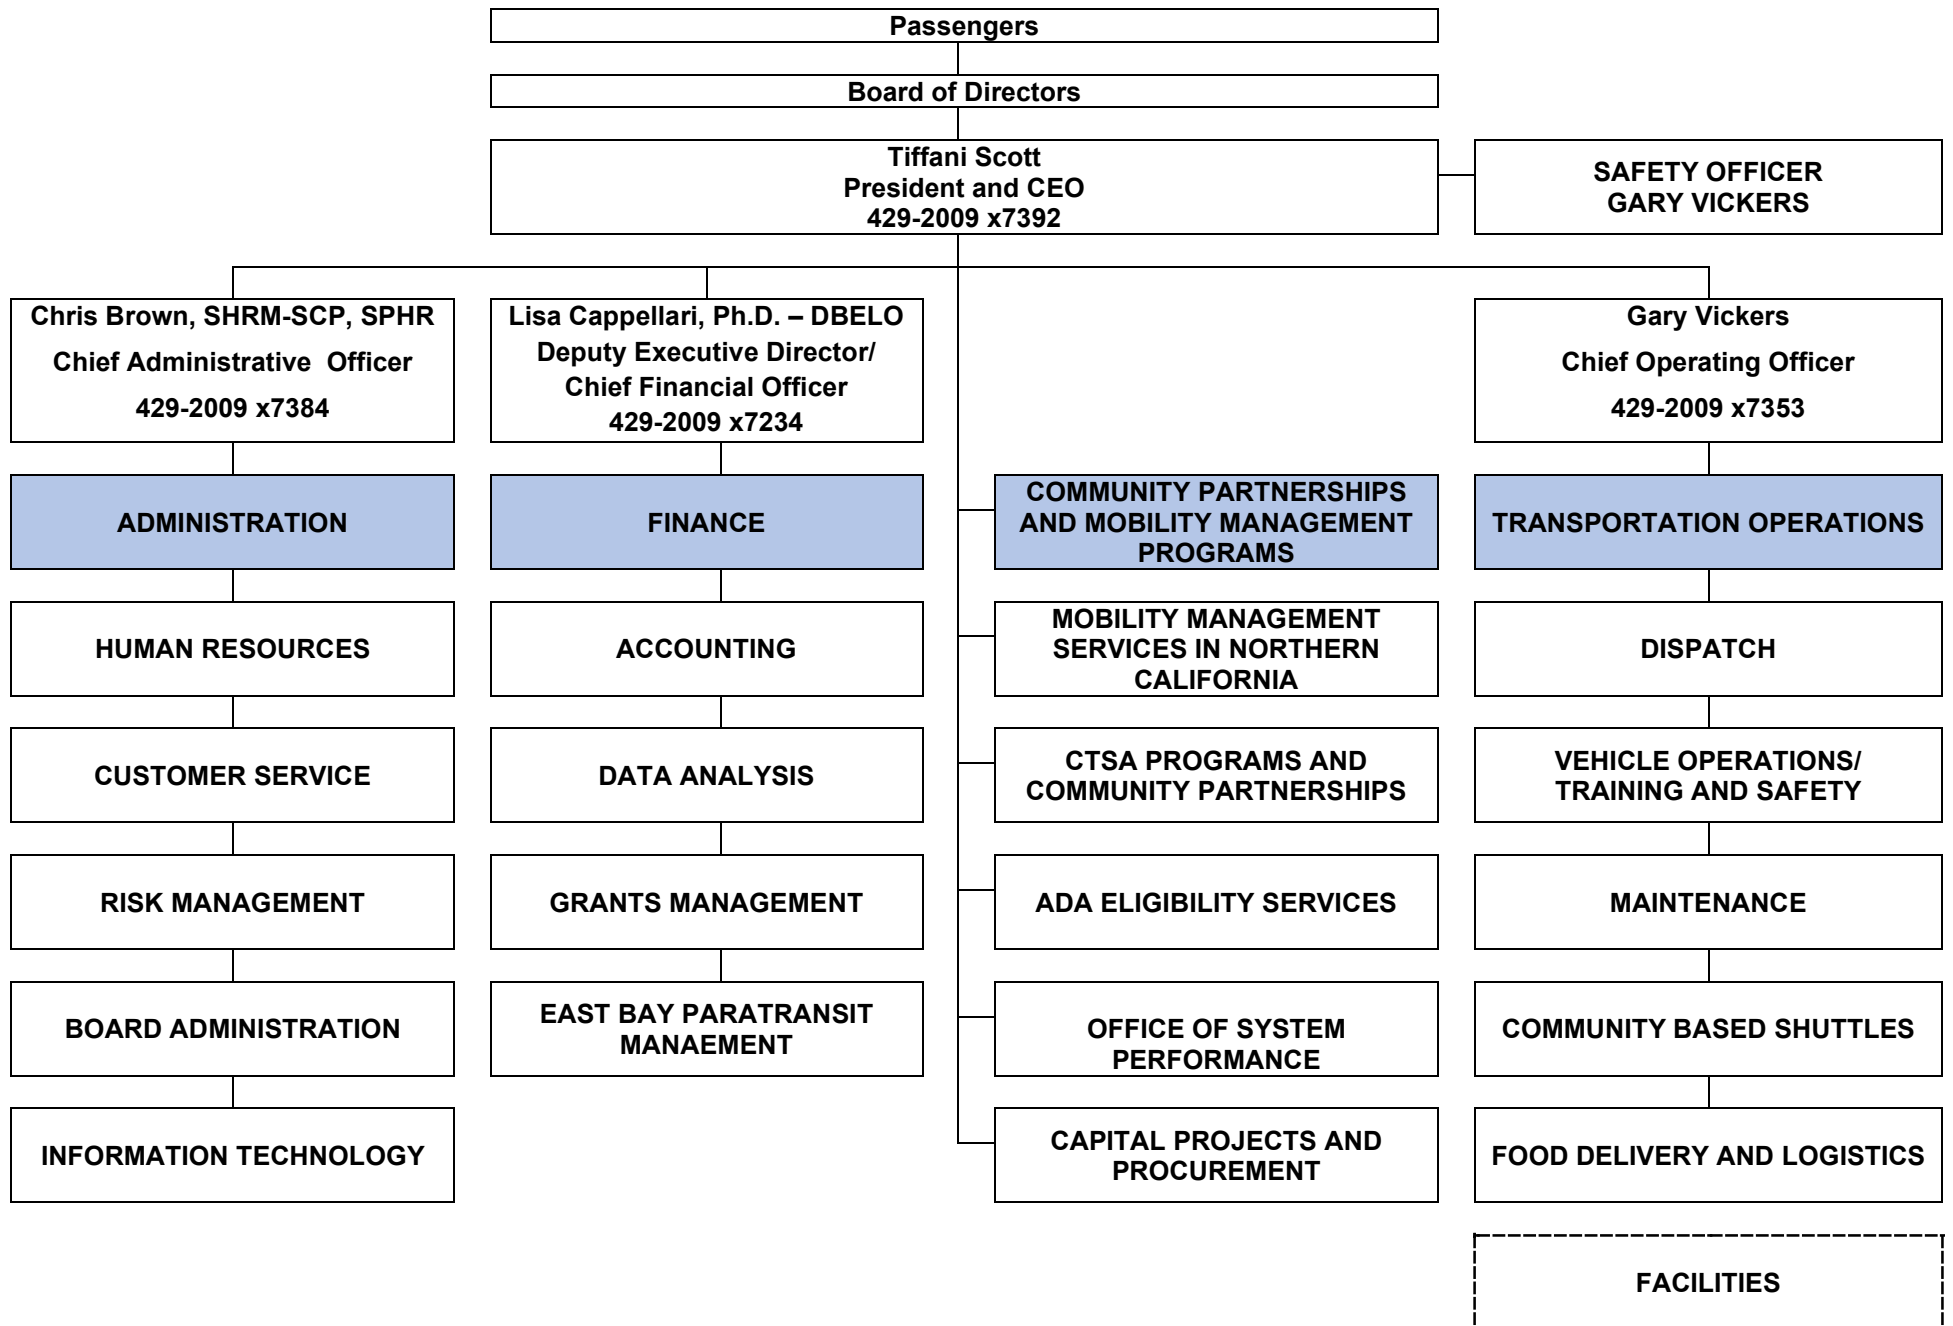 Passengers
Board of Directors
Tiffani Scott
President and CEO
429-2009 x7392
SAFETY OFFICER
GARY VICKERS
Chris Brown, SHRM-SCP, SPHR
Chief Administrative  Officer
429-2009 x7384
Lisa Cappellari, Ph.D. – DBELO
Deputy Executive Director/
Chief Financial Officer
429-2009 x7234
Gary Vickers
Chief Operating Officer
429-2009 x7353
ADMINISTRATION
HUMAN RESOURCES
CUSTOMER SERVICE
RISK MANAGEMENT
BOARD ADMINISTRATION
INFORMATION TECHNOLOGY
FINANCE
ACCOUNTING
DATA ANALYSIS
GRANTS MANAGEMENT
EAST BAY PARATRANSIT
MANAEMENT
COMMUNITY PARTNERSHIPS
AND MOBILITY MANAGEMENT
PROGRAMS
MOBILITY MANAGEMENT
SERVICES IN NORTHERN
CALIFORNIA
CTSA PROGRAMS AND
COMMUNITY PARTNERSHIPS
ADA ELIGIBILITY SERVICES
OFFICE OF SYSTEM
PERFORMANCE
CAPITAL PROJECTS AND
PROCUREMENT
TRANSPORTATION OPERATIONS
DISPATCH
VEHICLE OPERATIONS/
TRAINING AND SAFETY
MAINTENANCE
COMMUNITY BASED SHUTTLES
FOOD DELIVERY AND LOGISTICS
FACILITIES